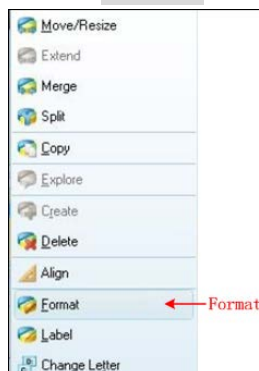 Move/Resize
Extend
Merge
Split
Copy
Explore
Create
Delete
Align
Format Format
Label
Change Letter